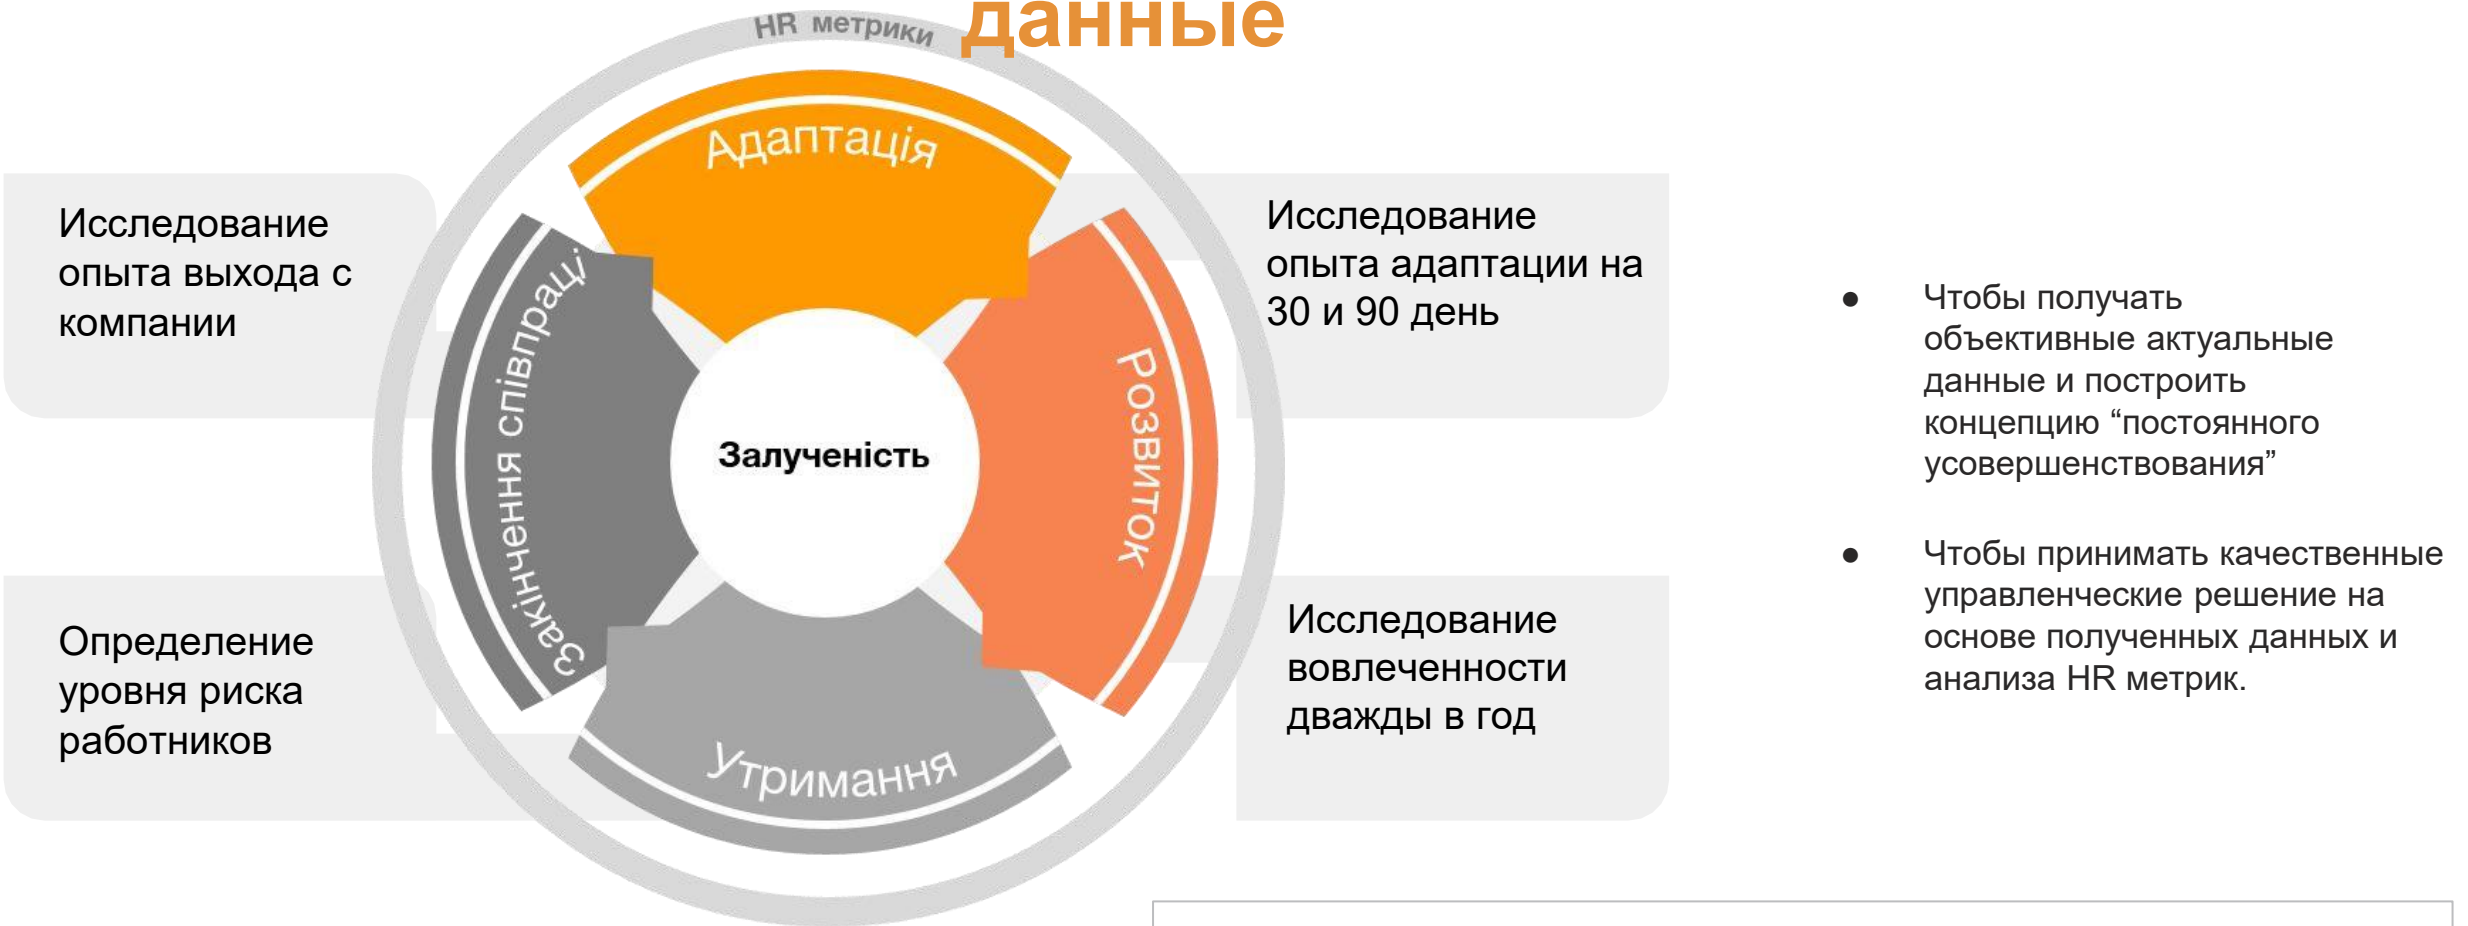 данные
HR метрики
Адаптація
Розвиток
Утримання
Закінчення співпраці
Залученість
Исследование
опыта выхода с
компании
Исследование
опыта адаптации на
30 и 90 день
Определение
уровня риска
работников
Исследование
вовлеченности
дважды в год
● Чтобы получать
объективные актуальные
данные и построить
концепцию “постоянного
усовершенствования”
● Чтобы принимать качественные
управленческие решение на
основе полученных данных и
анализа HR метрик.